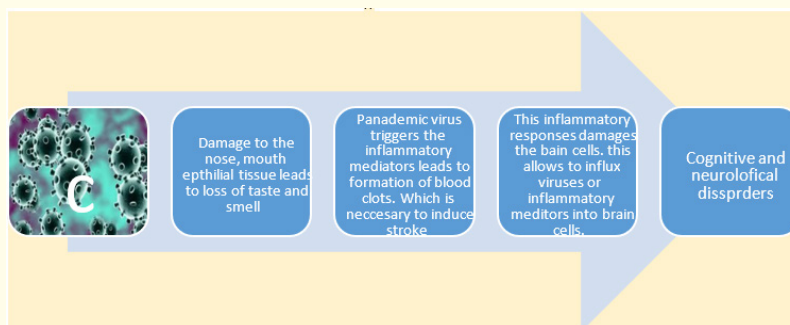 C
Damage to the
nose, mouth
epthilial tissue leads
to loss of taste and
smell
Panademic virus
triggers the
inflammatory
mediators leads to
formation of blood
clots. Which is
neccesary to induce
stroke
This inflammatory
responses damages
the bain cells. this
allows to influx
viruses or
inflammatory
meditors into brain
cells.
Cognitive and
neurolofical
dissprders